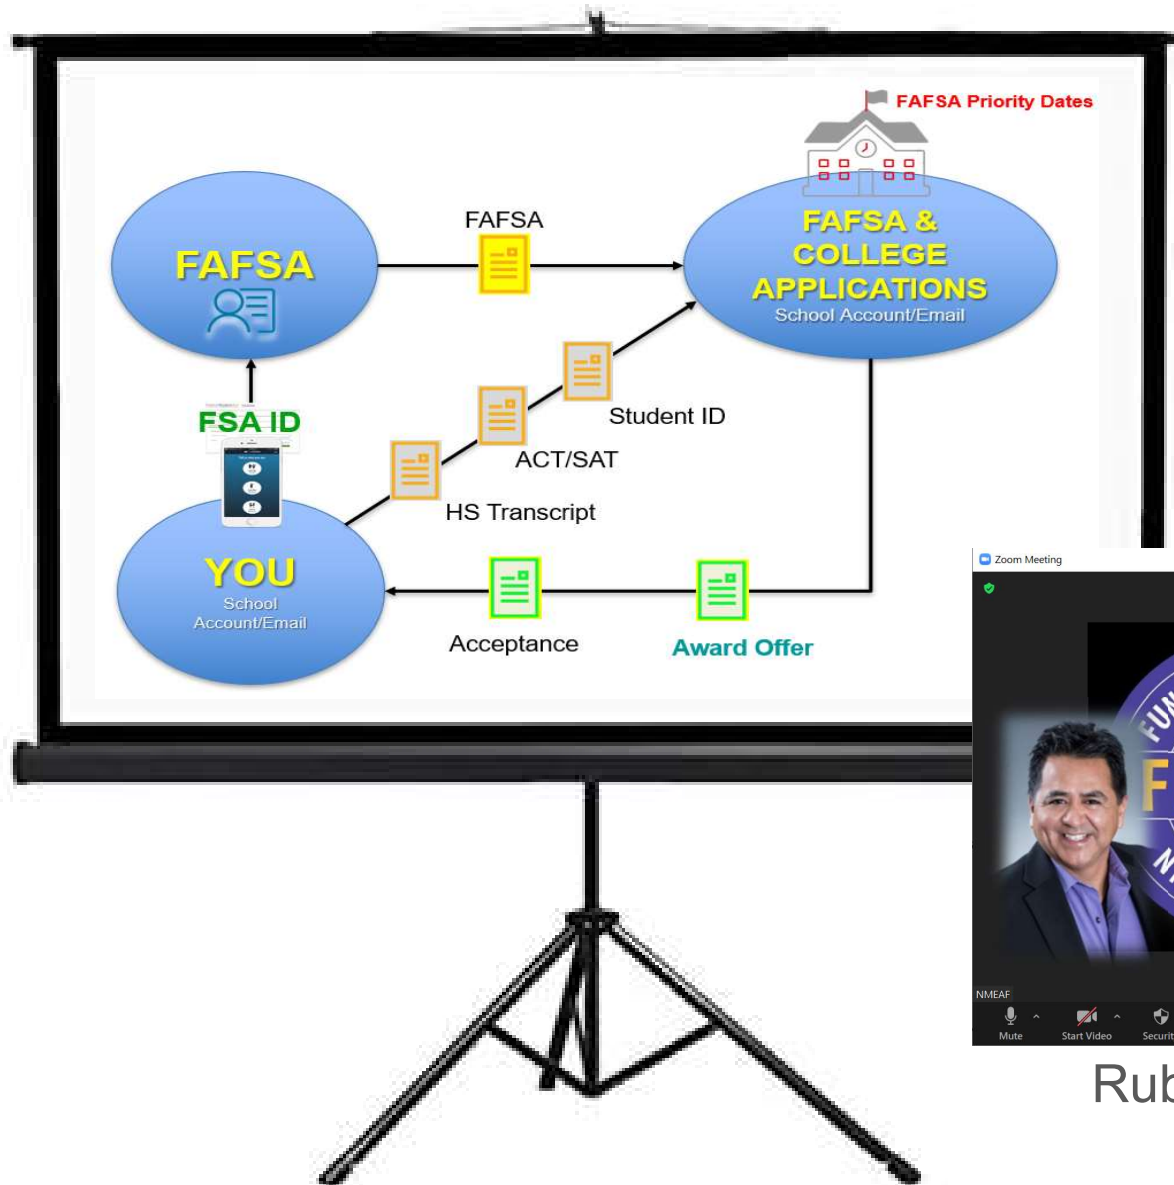 FAFSA Priority Dates
FAFSA
FAFSA
FAFSA &
COLLEGE
APPLICATIONS
School Account/Email
FSA ID
Student ID
ACT/SAT
HS Transcript
YOU
School
Account/Email
Acceptance
Award Offer
Zoom Meeting
NMEAF
Mute
Start Video